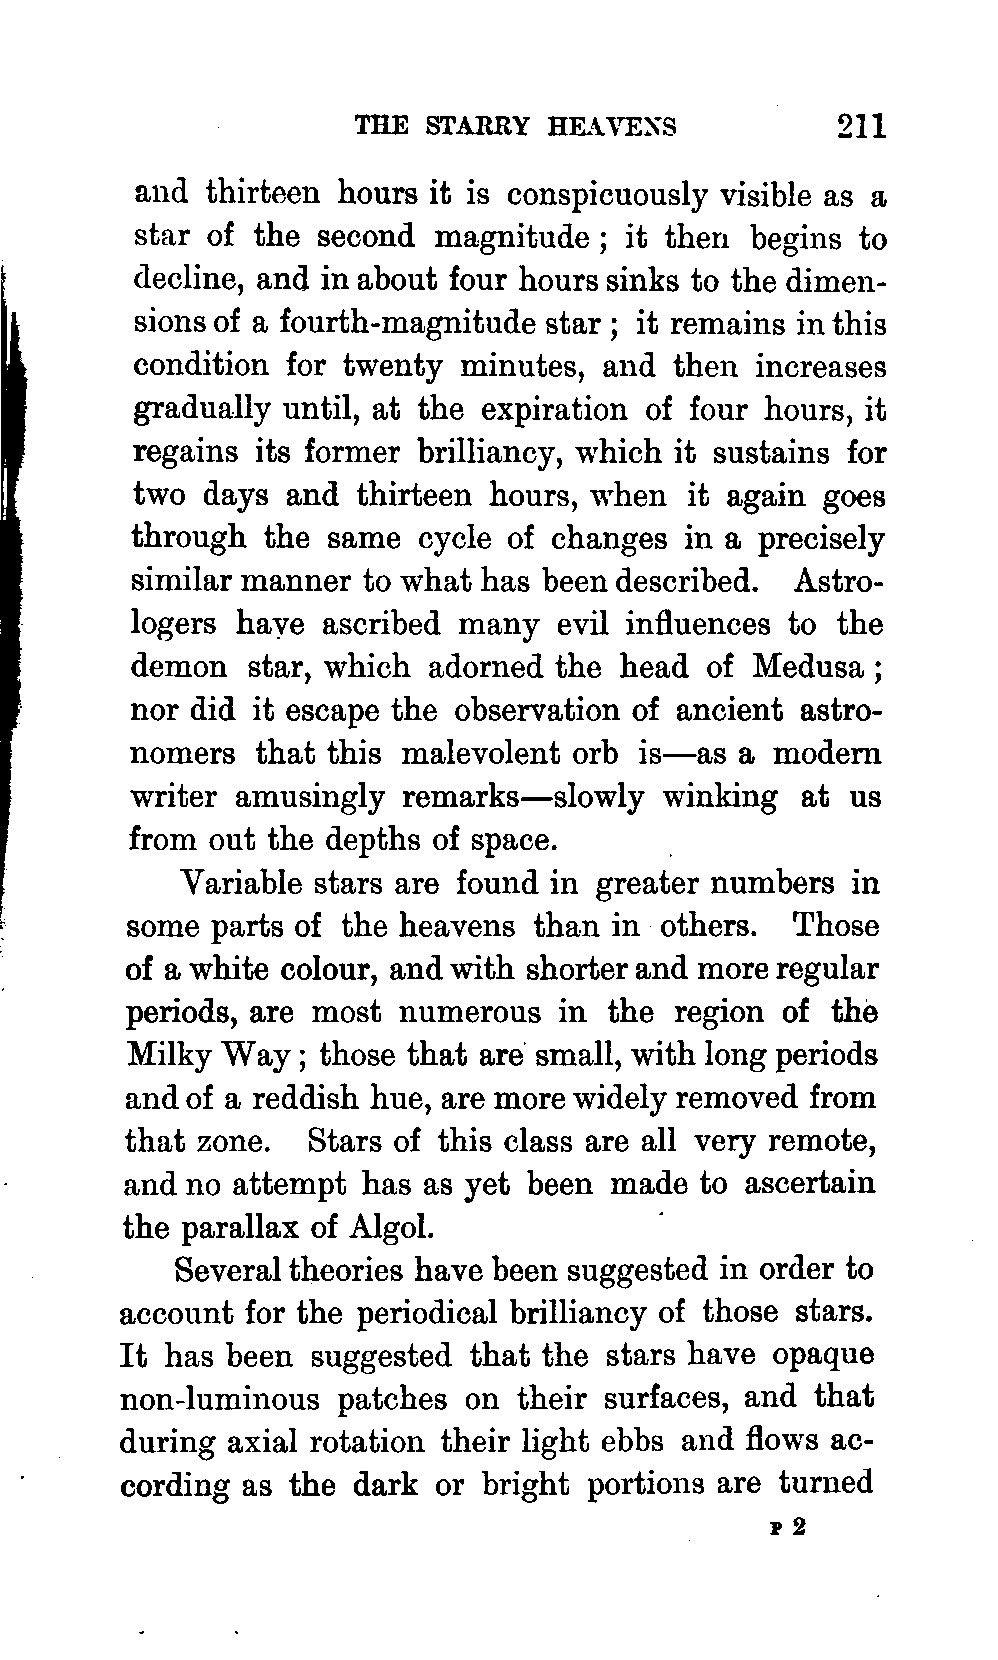 THE STARRY HEAVENS 211
and thirteen hours it is conspicuously visible as a
star of the second magnitude ; it then begins to
decline, and in about four hours sinks to the dimen-
sions of a fourth-magnitude star ; it remains in this
condition for twenty minutes, and then increases
gradually until, at the expiration of four hours, it
regains its former brilliancy, which it sustains for
two days and thirteen hours, when it again goes
through the same cycle of changes in a precisely
similar manner to what has been described. Astro-
logers have ascribed many evil influences to the
demon star, which adorned the head of Medusa ;
nor did it escape the observation of ancient astro-
nomers that this malevolent orb is—as a modern
writer amusingly remarks—slowly winking at us
from out the depths of space.
Variable stars are found in greater numbers in
some parts of the heavens than in others. Those
of a white colour, and with shorter and more regular
periods, are most numerous in the region of the
Milky Way ; those that are small, with long periods
and of a reddish hue, are more widely removed from
that zone. Stars of this class are all very remote,
and no attempt has as yet been made to ascertain
the parallax of Algol.
Several theories have been suggested in order to
account for the periodical brilliancy of those stars.
It has been suggested that the stars have opaque
non-luminous patches on their surfaces, and that
during axial rotation their light ebbs and flows ac-
cording as the dark or bright portions are turned
P 2